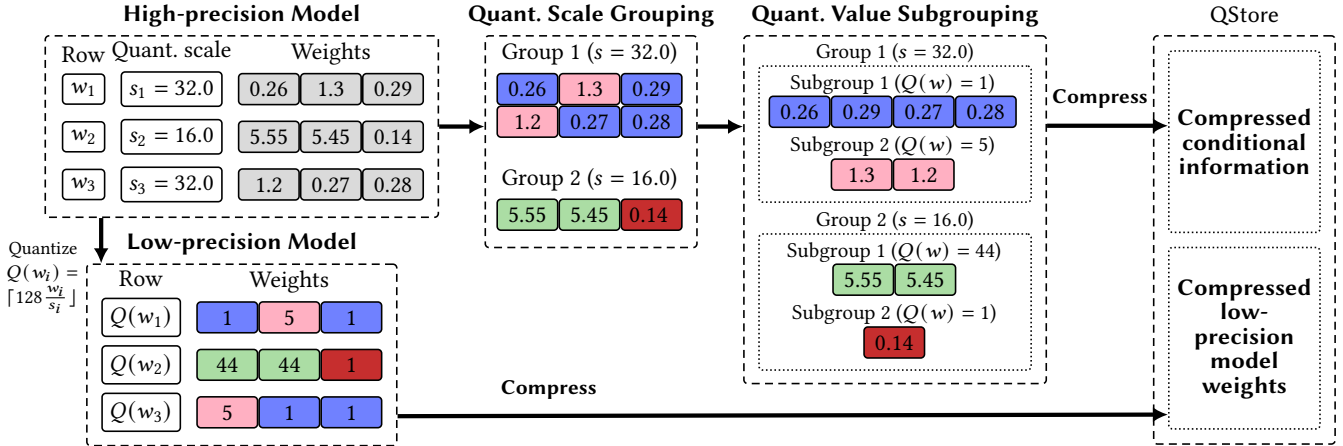 High-precision Model
Row Quant. scale Weights
w₁ s₁ = 32.0 0.26 1.3 0.29
w₂ s₂ = 16.0 5.55 5.45 0.14
w₃ s₃ = 32.0 1.2 0.27 0.28
Quantize
Q(wᵢ) =
⌈128 wᵢ/sᵢ⌋
Low-precision Model
Row Weights
Q(w₁) 1 5 1
Q(w₂) 44 44 1
Q(w₃) 5 1 1
Quant. Scale Grouping
Group 1 (s = 32.0)
0.26 1.3 0.29
1.2 0.27 0.28
Group 2 (s = 16.0)
5.55 5.45 0.14
Quant. Value Subgrouping
Group 1 (s = 32.0)
Subgroup 1 (Q(w) = 1)
0.26 0.29 0.27 0.28
Subgroup 2 (Q(w) = 5)
1.3 1.2
Group 2 (s = 16.0)
Subgroup 1 (Q(w) = 44)
5.55 5.45
Subgroup 2 (Q(w) = 1)
0.14
Compress
Compress
QStore
Compressed
conditional
information
Compressed
low-
precision
model
weights